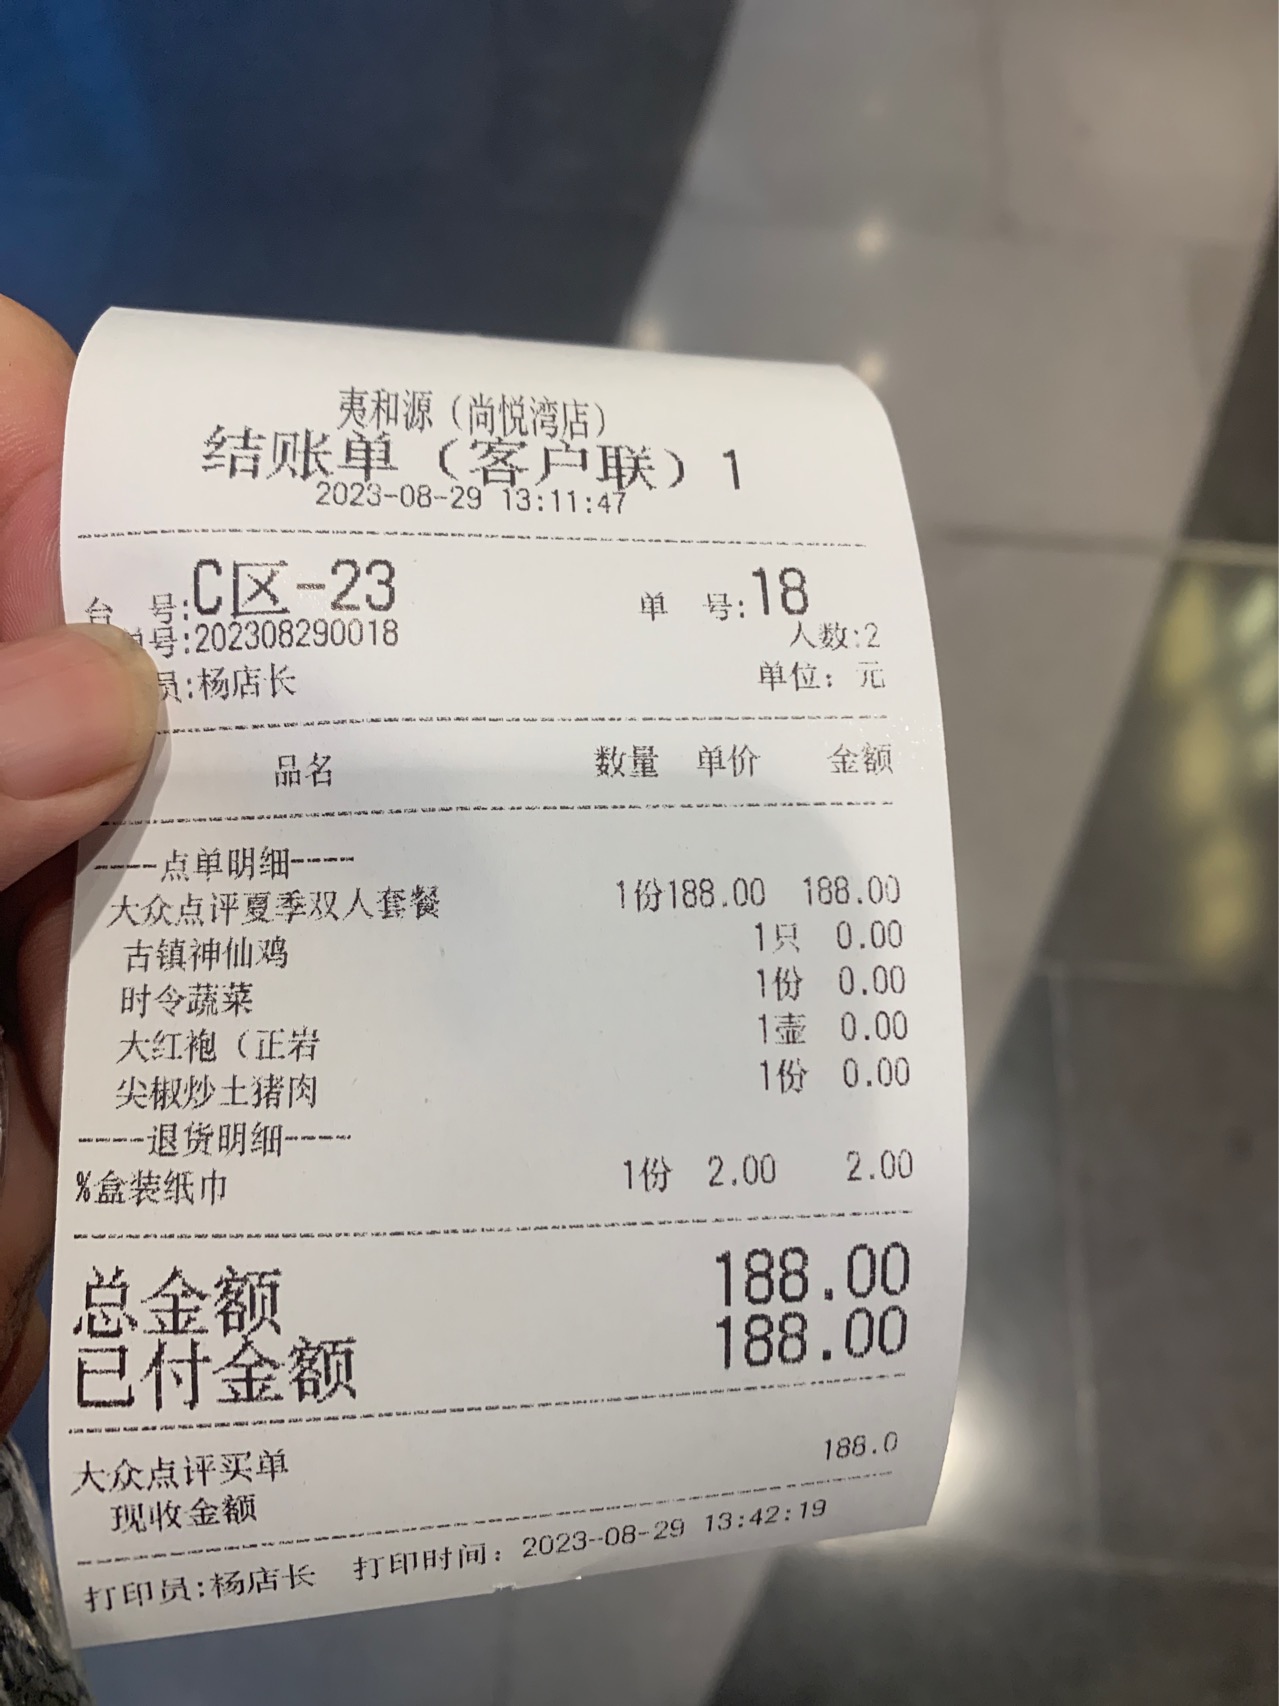 夷和源（尚悦湾店）
结账单（客户联）1
2023-08-29 13:11:47
台 号:C区-23 单 号:18
单号:202308290018 人数:2
员:杨店长 单位：元
品名 数量 单价 金额
----点单明细----
大众点评夏季双人套餐 1份188.00 188.00
古镇神仙鸡 1只 0.00
时令蔬菜 1份 0.00
大红袍（正岩 1壶 0.00
尖椒炒土猪肉 1份 0.00
----退货明细----
%盒装纸巾 1份 2.00 2.00
总金额 188.00
已付金额 188.00
大众点评买单 188.0
现收金额
打印员:杨店长 打印时间：2023-08-29 13:42:19